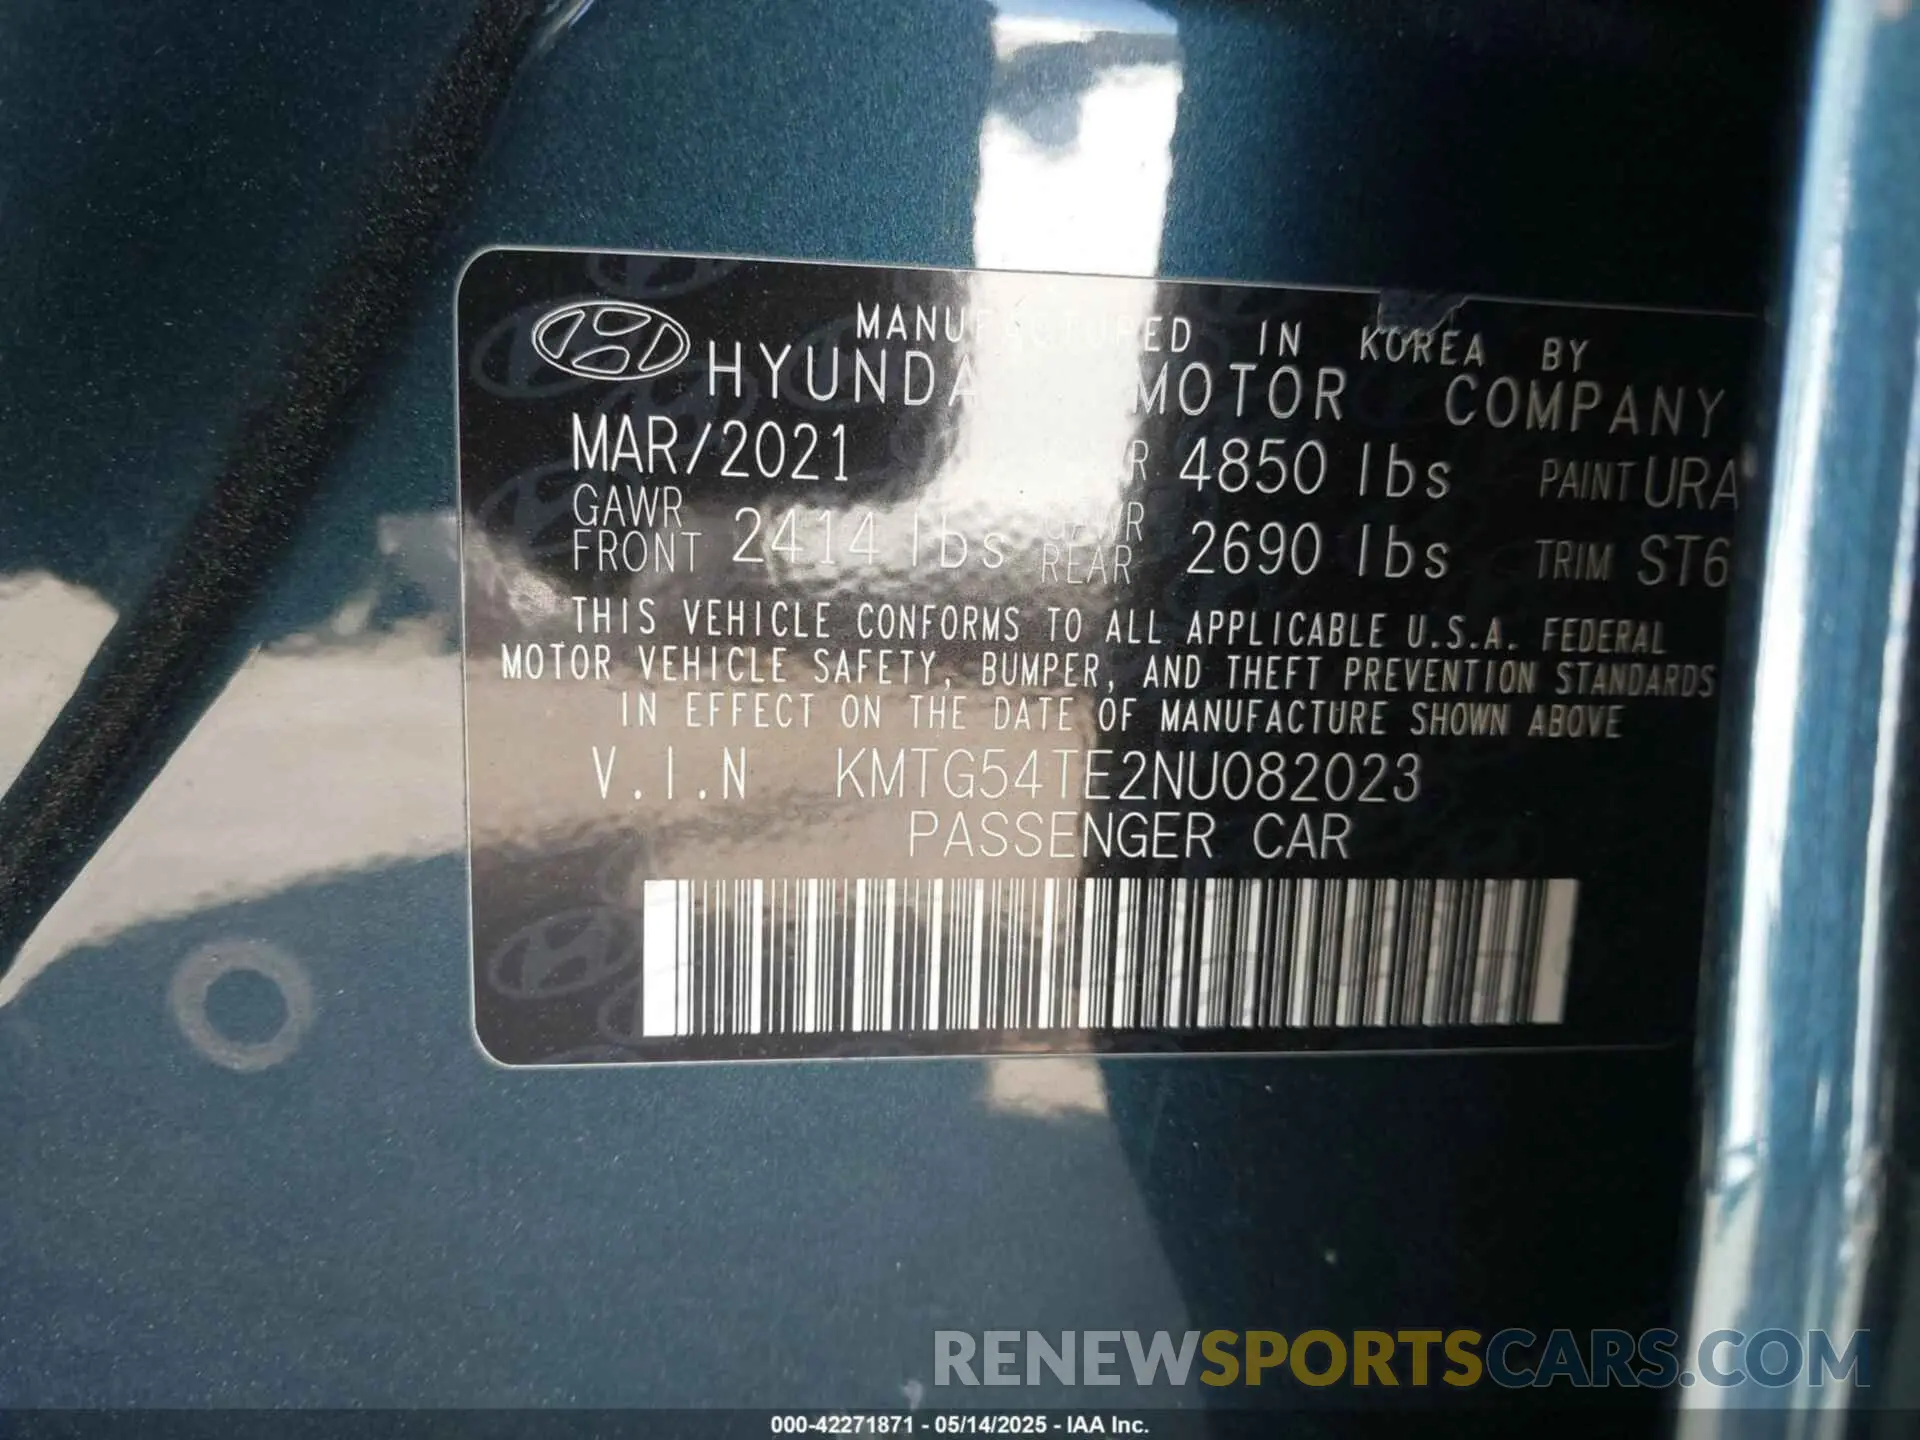 MANUFACTURED IN KOREA BY
HYUNDA MOTOR COMPANY
MAR/2021 4850 lbs PAINT URA
GAWR FRONT 2414 lbs GAWR REAR 2690 lbs TRIM ST6
THIS VEHICLE CONFORMS TO ALL APPLICABLE U.S.A. FEDERAL
MOTOR VEHICLE SAFETY, BUMPER, AND THEFT PREVENTION STANDARDS
IN EFFECT ON THE DATE OF MANUFACTURE SHOWN ABOVE
V.I.N KMTG54TE2NU082023
PASSENGER CAR
RENEWSPORTSCARS.COM
000-42271871 - 05/14/2025 - IAA Inc.